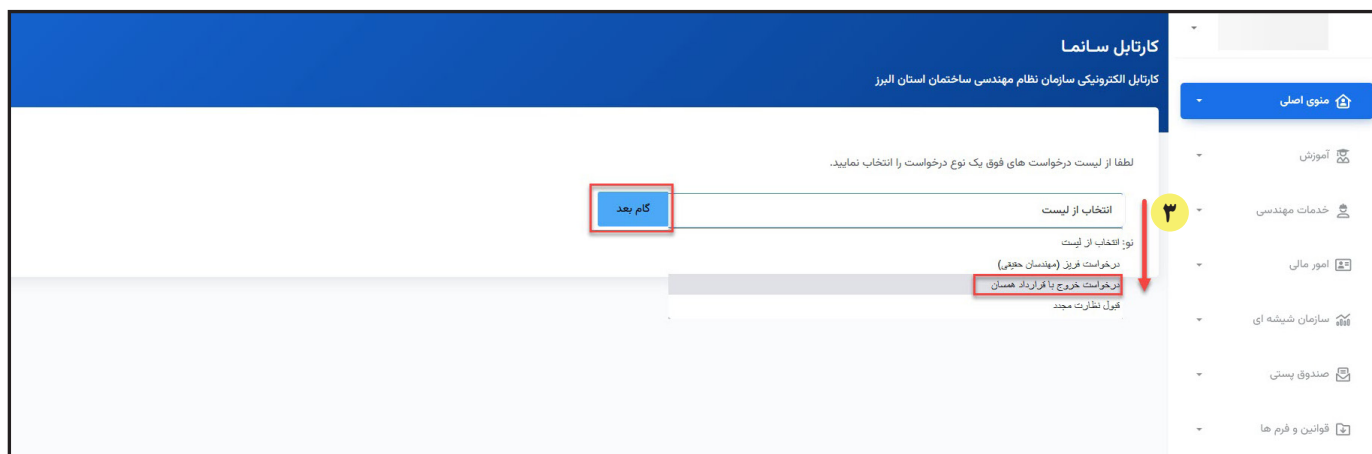 کارتابل سـانمـا
کارتابل الکترونیکی سازمان نظام مهندسی ساختمان استان البرز
منوی اصلی
آموزش
خدمات مهندسی
امور مالی
سازمان شیشه ای
صندوق پستی
قوانین و فرم ها
لطفا از لیست درخواست های فوق یک نوع درخواست را انتخاب نمایید.
انتخاب از لیست
گام بعد
۳
انتخاب از لیست
درخواست فریز (مهندسان حقیقی)
درخواست خروج با قرارداد همسان
قبول نظارت مجدد